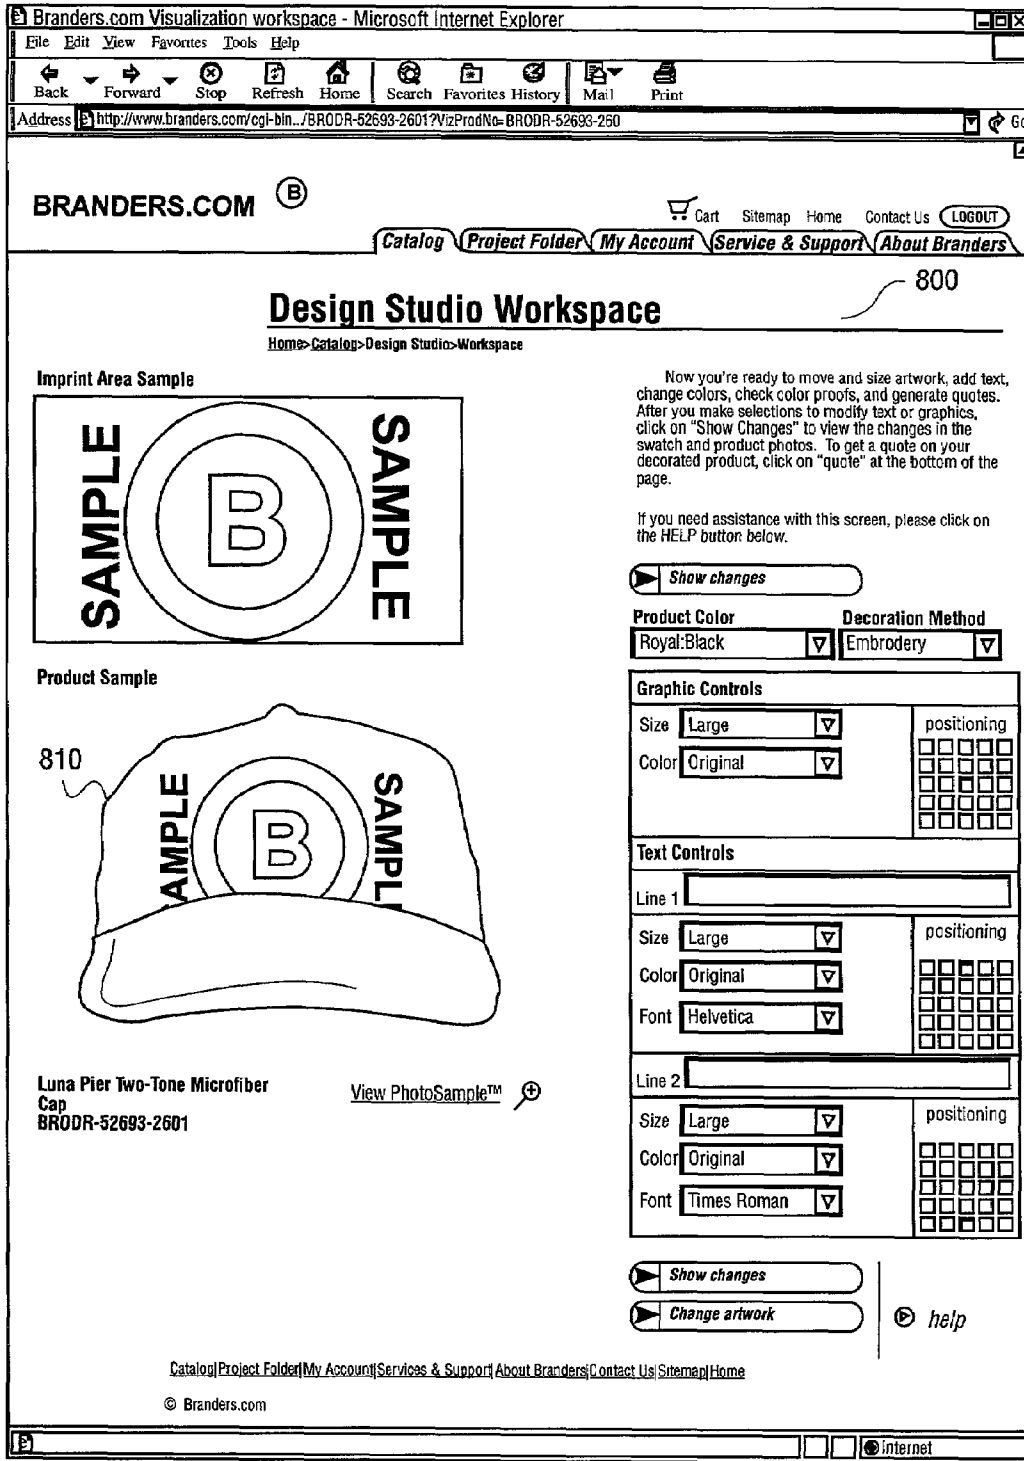 Branders.com Visualization workspace - Microsoft Internet Explorer
File Edit View Favorites Tools Help
Back Forward Stop Refresh Home Search Favorites History Mail Print
Address http://www.branders.com/cgi-bin.../BRODR-52693-2601?VizProdNo=BRODR-52693-260 Go
BRANDERS.COM B
Cart Sitemap Home Contact Us LOGOUT
Catalog Project Folder My Account Service & Support About Branders
800
Design Studio Workspace
Home>Catalog>Design Studio>Workspace
Imprint Area Sample
SAMPLE B SAMPLE
Now you're ready to move and size artwork, add text,
change colors, check color proofs, and generate quotes.
After you make selections to modify text or graphics,
click on "Show Changes" to view the changes in the
swatch and product photos. To get a quote on your
decorated product, click on "quote" at the bottom of the
page.
If you need assistance with this screen, please click on
the HELP button below.
Show changes
Product Color Decoration Method
Royal:Black Embrodery
Product Sample
810
SAMPLE B SAMPL
Graphic Controls
Size Large positioning
Color Original
Text Controls
Line 1
Size Large positioning
Color Original
Font Helvetica
Line 2
Size Large positioning
Color Original
Font Times Roman
Luna Pier Two-Tone Microfiber
Cap
BRODR-52693-2601
View PhotoSample™
Show changes
Change artwork
help
Catalog|Project Folder|My Account|Services & Support|About Branders|Contact Us|Sitemap|Home
© Branders.com
internet